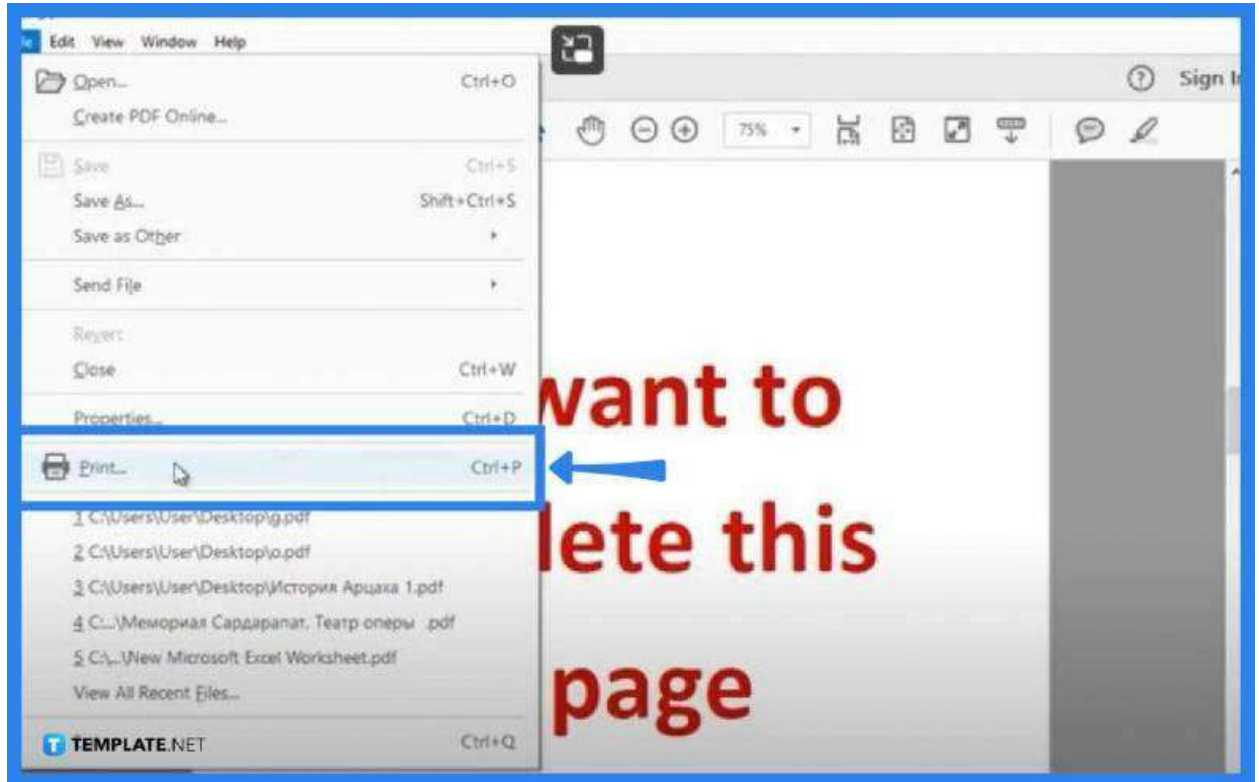 Edit View Window Help
Open... Ctrl+O
Create PDF Online...
Sign I
75%
Save Ctrl+S
Save As... Shift+Ctrl+S
Save as Other
Send File
Revert
Close Ctrl+W
want to
Properties... Ctrl+D
Print... Ctrl+P
1 C:\Users\User\Desktop\g.pdf
lete this
2 C:\Users\User\Desktop\o.pdf
3 C:\Users\User\Desktop\История Арцаха 1.pdf
4 C:...\Мемориал Сардарапат. Театр оперы .pdf
5 C:\...\New Microsoft Excel Worksheet.pdf
View All Recent Files...
page
T TEMPLATE.NET Ctrl+Q